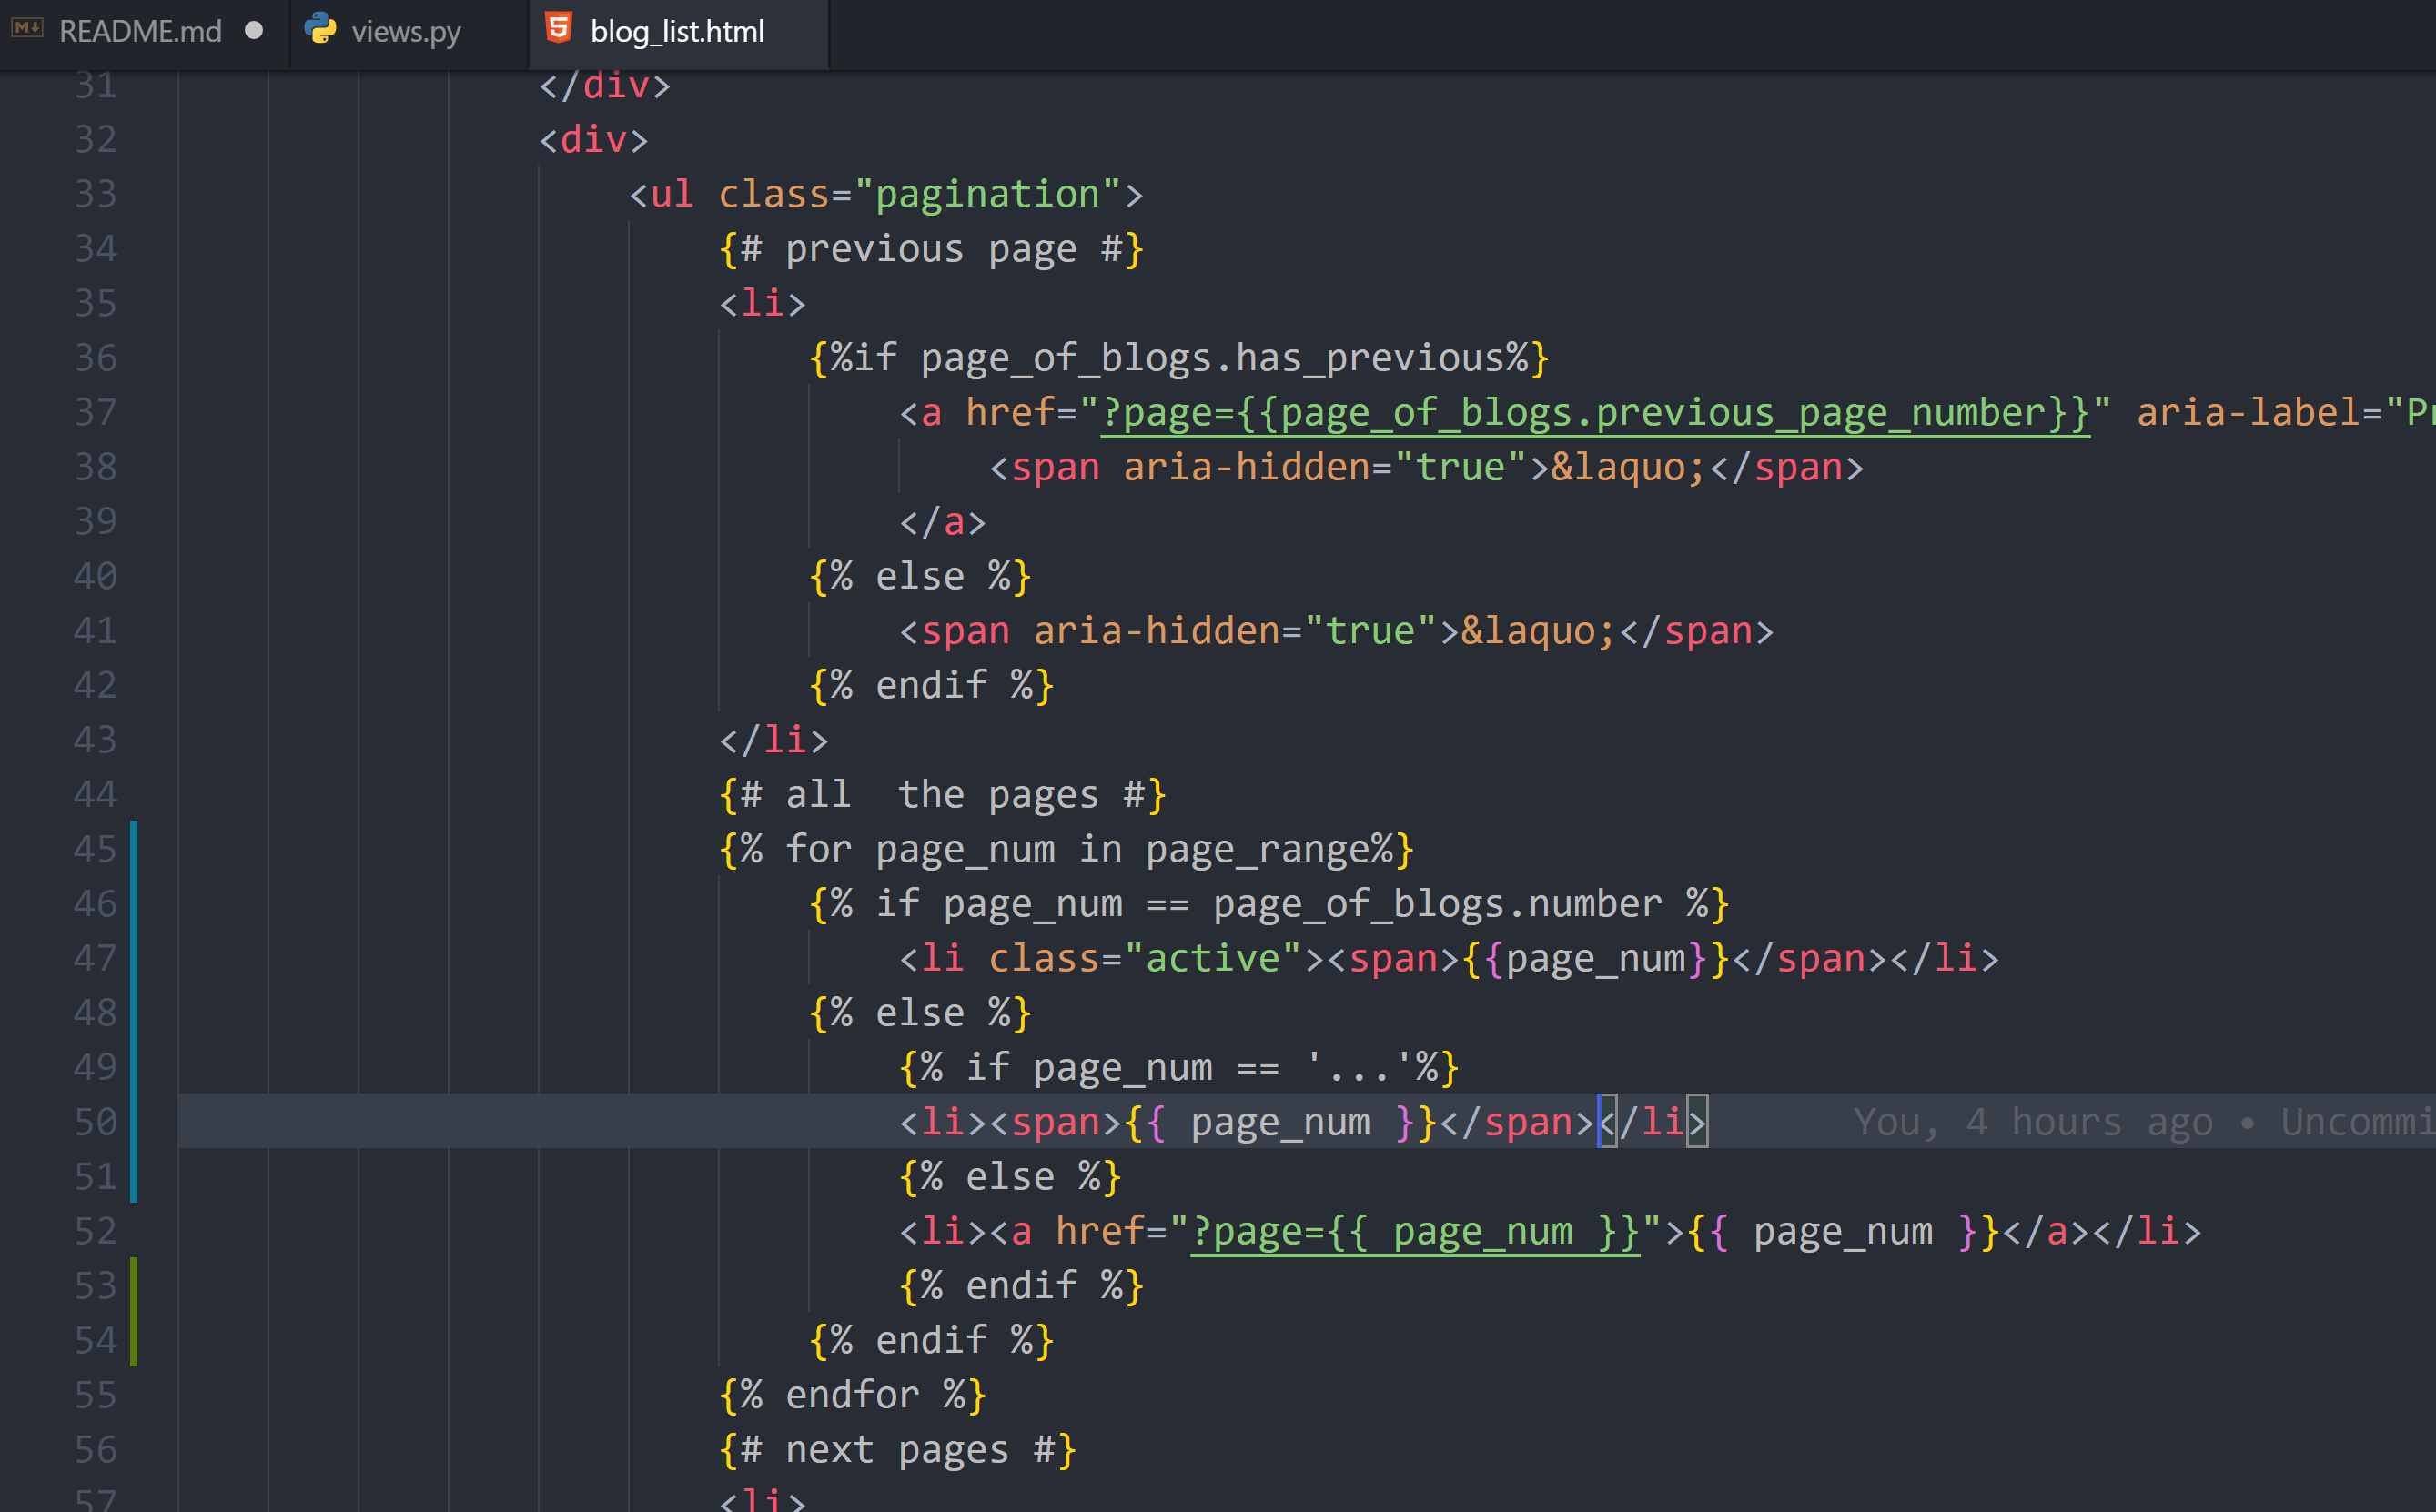 README.md views.py blog_list.html
31 </div>
32 <div>
33 <ul class="pagination">
34 {# previous page #}
35 <li>
36 {%if page_of_blogs.has_previous%}
37 <a href="?page={{page_of_blogs.previous_page_number}}" aria-label="Pr
38 <span aria-hidden="true">&laquo;</span>
39 </a>
40 {% else %}
41 <span aria-hidden="true">&laquo;</span>
42 {% endif %}
43 </li>
44 {# all  the pages #}
45 {% for page_num in page_range%}
46 {% if page_num == page_of_blogs.number %}
47 <li class="active"><span>{{page_num}}</span></li>
48 {% else %}
49 {% if page_num == '...'%}
50 <li><span>{{ page_num }}</span></li> You, 4 hours ago • Uncommi
51 {% else %}
52 <li><a href="?page={{ page_num }}">{{ page_num }}</a></li>
53 {% endif %}
54 {% endif %}
55 {% endfor %}
56 {# next pages #}
57 <li>